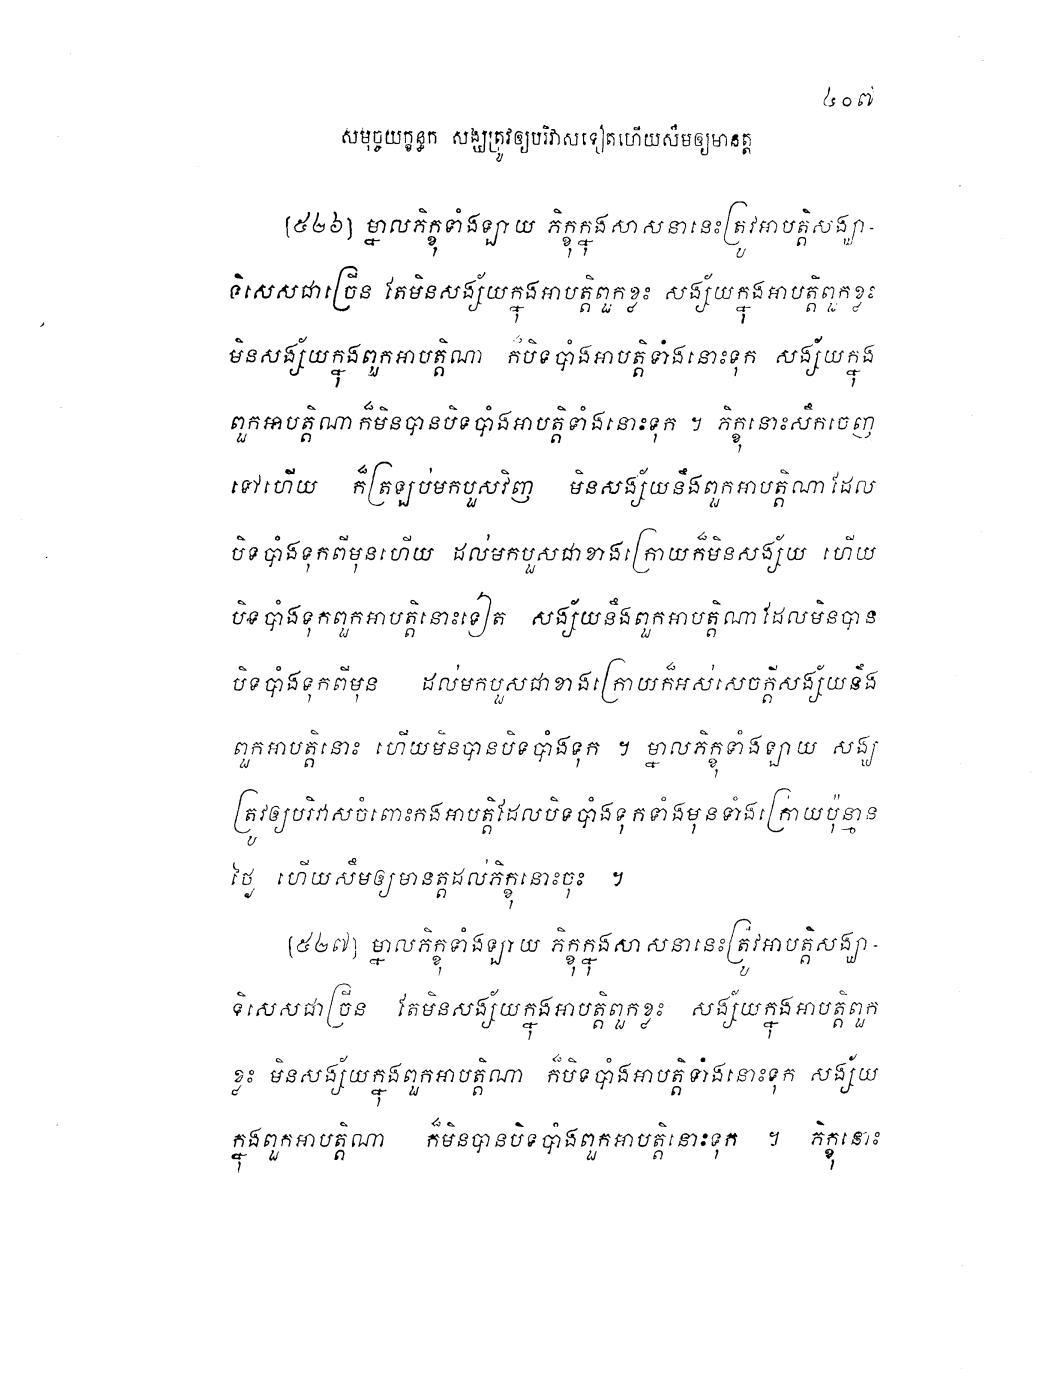 ៤០៧
សមុច្ចយក្ខន្ធក សង្ឃត្រូវឲ្យបរិវាសទៀតហើយសឹមឲ្យមានត្ត
[៥២៦] ម្នាលភិក្ខុទាំងឡាយ ភិក្ខុក្នុងសាសនានេះត្រូវអាបត្តិសង្ឃា-
ទិសេសជាច្រើន តែមិនសង្ស័យក្នុងអាបត្តិពួកខ្លះ សង្ស័យក្នុងអាបត្តិពួកខ្លះ
មិនសង្ស័យក្នុងពួកអាបត្តិណា ក៏បិទបាំងអាបត្តិទាំងនោះទុក សង្ស័យក្នុង
ពួកអាបត្តិណាក៏មិនបានបិទបាំងអាបត្តិទាំងនោះទុក ។ ភិក្ខុនោះសឹកចេញ
ទៅហើយ ក៏ត្រឡប់មកបួសវិញ មិនសង្ស័យនឹងពួកអាបត្តិណាដែល
បិទបាំងទុកពីមុនហើយ ដល់មកបួសជាខាងក្រោយក៏មិនសង្ស័យ ហើយ
បិទបាំងទុកពួកអាបត្តិនោះទៀត សង្ស័យនឹងពួកអាបត្តិណាដែលមិនបាន
បិទបាំងទុកពីមុន ដល់មកបួសជាខាងក្រោយក៏អស់សេចក្តីសង្ស័យនឹង
ពួកអាបត្តិនោះ ហើយមិនបានបិទបាំងទុក ។ ម្នាលភិក្ខុទាំងឡាយ សង្ឃ
ត្រូវឲ្យបរិវាសចំពោះកងអាបត្តិដែលបិទបាំងទុកទាំងមុនទាំងក្រោយប៉ុន្មាន
ថ្ងៃ ហើយសឹមឲ្យមានត្តដល់ភិក្ខុនោះចុះ ។
[៥២៧] ម្នាលភិក្ខុទាំងឡាយ ភិក្ខុក្នុងសាសនានេះត្រូវអាបត្តិសង្ឃា-
ទិសេសជាច្រើន តែមិនសង្ស័យក្នុងអាបត្តិពួកខ្លះ សង្ស័យក្នុងអាបត្តិពួក
ខ្លះ មិនសង្ស័យក្នុងពួកអាបត្តិណា ក៏បិទបាំងអាបត្តិទាំងនោះទុក សង្ស័យ
ក្នុងពួកអាបត្តិណា ក៏មិនបានបិទបាំងពួកអាបត្តិនោះទុក ។ ភិក្ខុនោះ